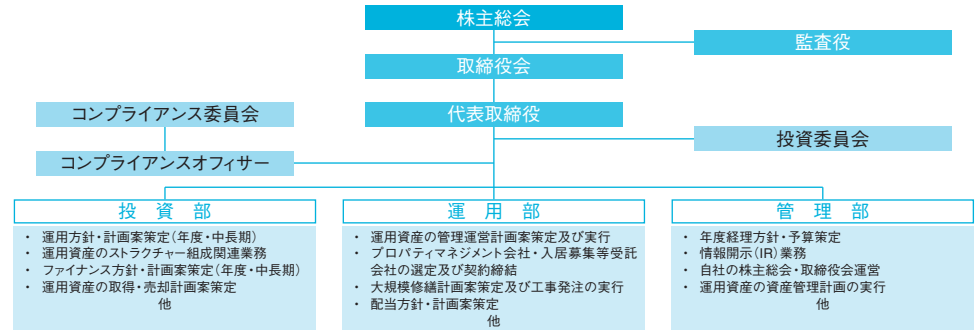 株主総会
監査役
取締役会
コンプライアンス委員会
代表取締役
投資委員会
コンプライアンスオフィサー
投資部
・ 運用方針・計画案策定(年度・中長期)
・ 運用資産のストラクチャー組成関連業務
・ ファイナンス方針・計画案策定(年度・中長期)
・ 運用資産の取得・売却計画案策定
他
運用部
・ 運用資産の管理運営計画案策定及び実行
・ プロパティマネジメント会社・入居募集等受託
会社の選定及び契約締結
・ 大規模修繕計画案策定及び工事発注の実行
・ 配当方針・計画案策定
他
管理部
・ 年度経理方針・予算策定
・ 情報開示(IR)業務
・ 自社の株主総会・取締役会運営
・ 運用資産の資産管理計画の実行
他